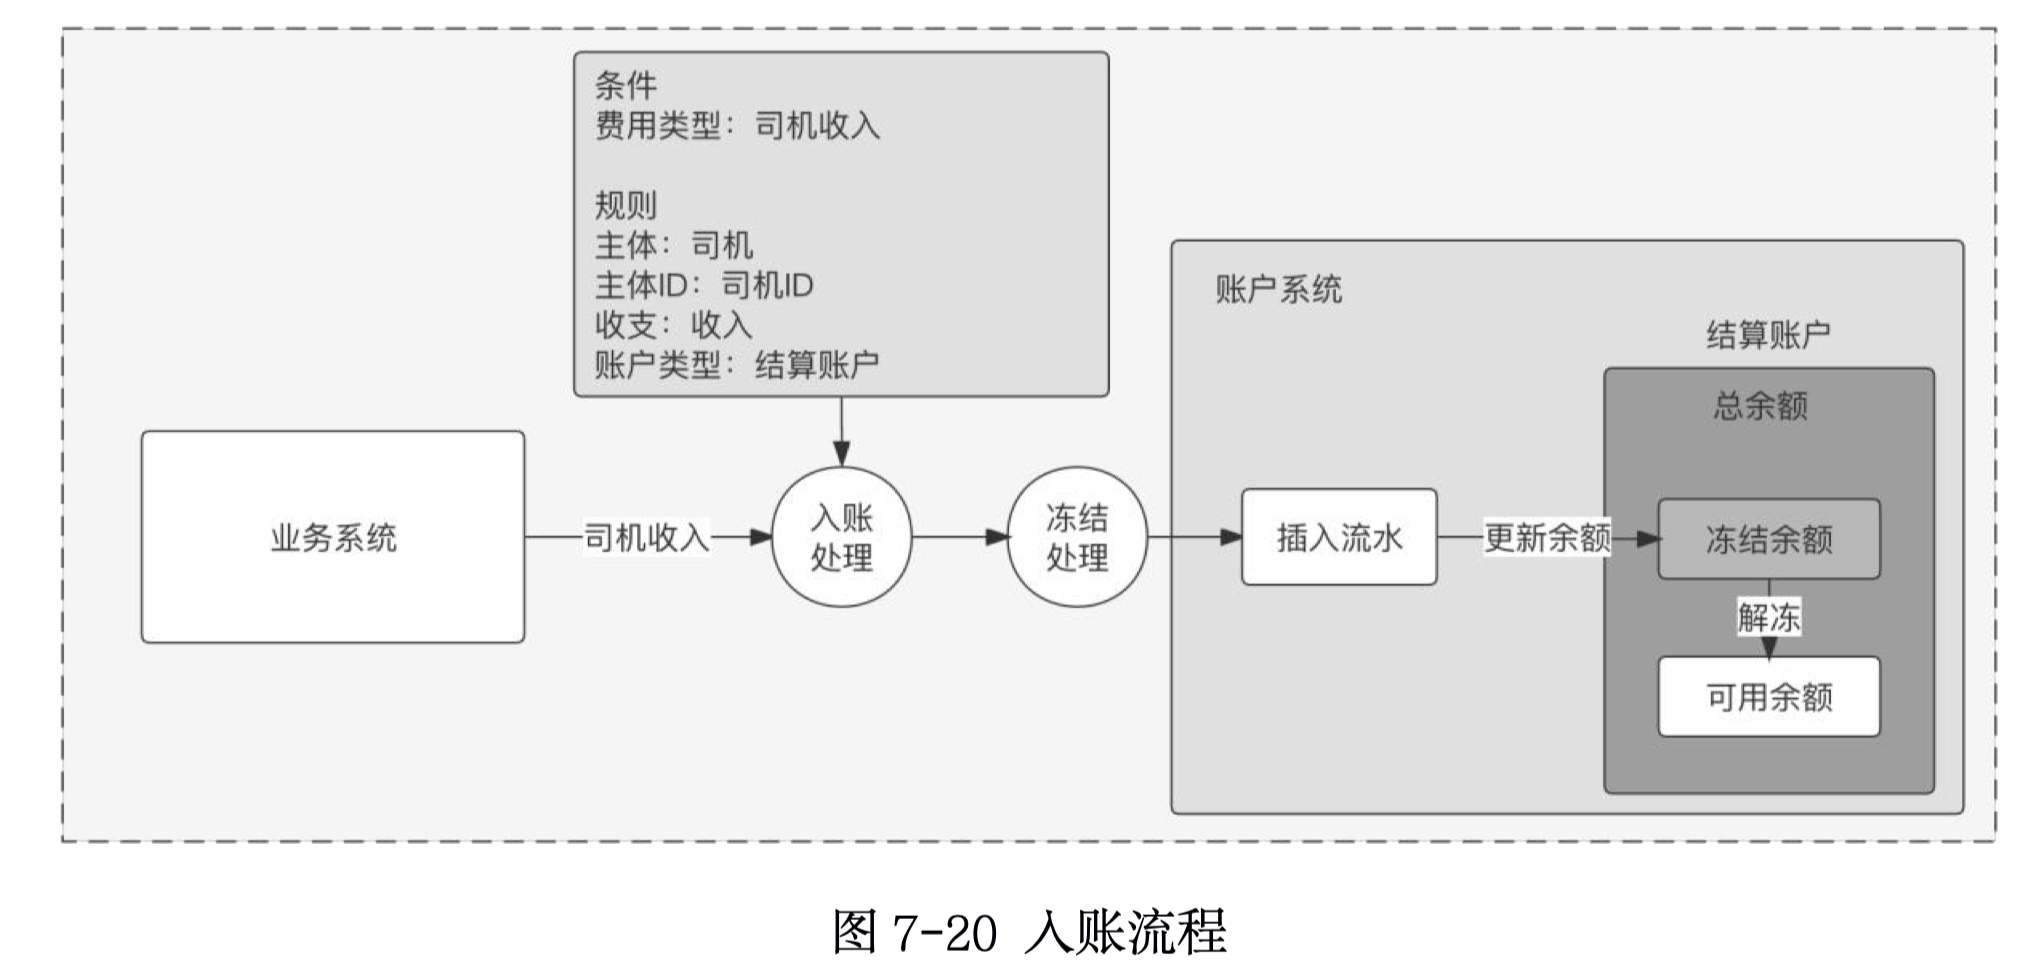 条件
费用类型：司机收入
规则
主体：司机
主体ID：司机ID
收支：收入
账户类型：结算账户
账户系统
结算账户
总余额
业务系统
司机收入
入账
处理
冻结
处理
插入流水
更新余额
冻结余额
解冻
可用余额
图 7-20 入账流程